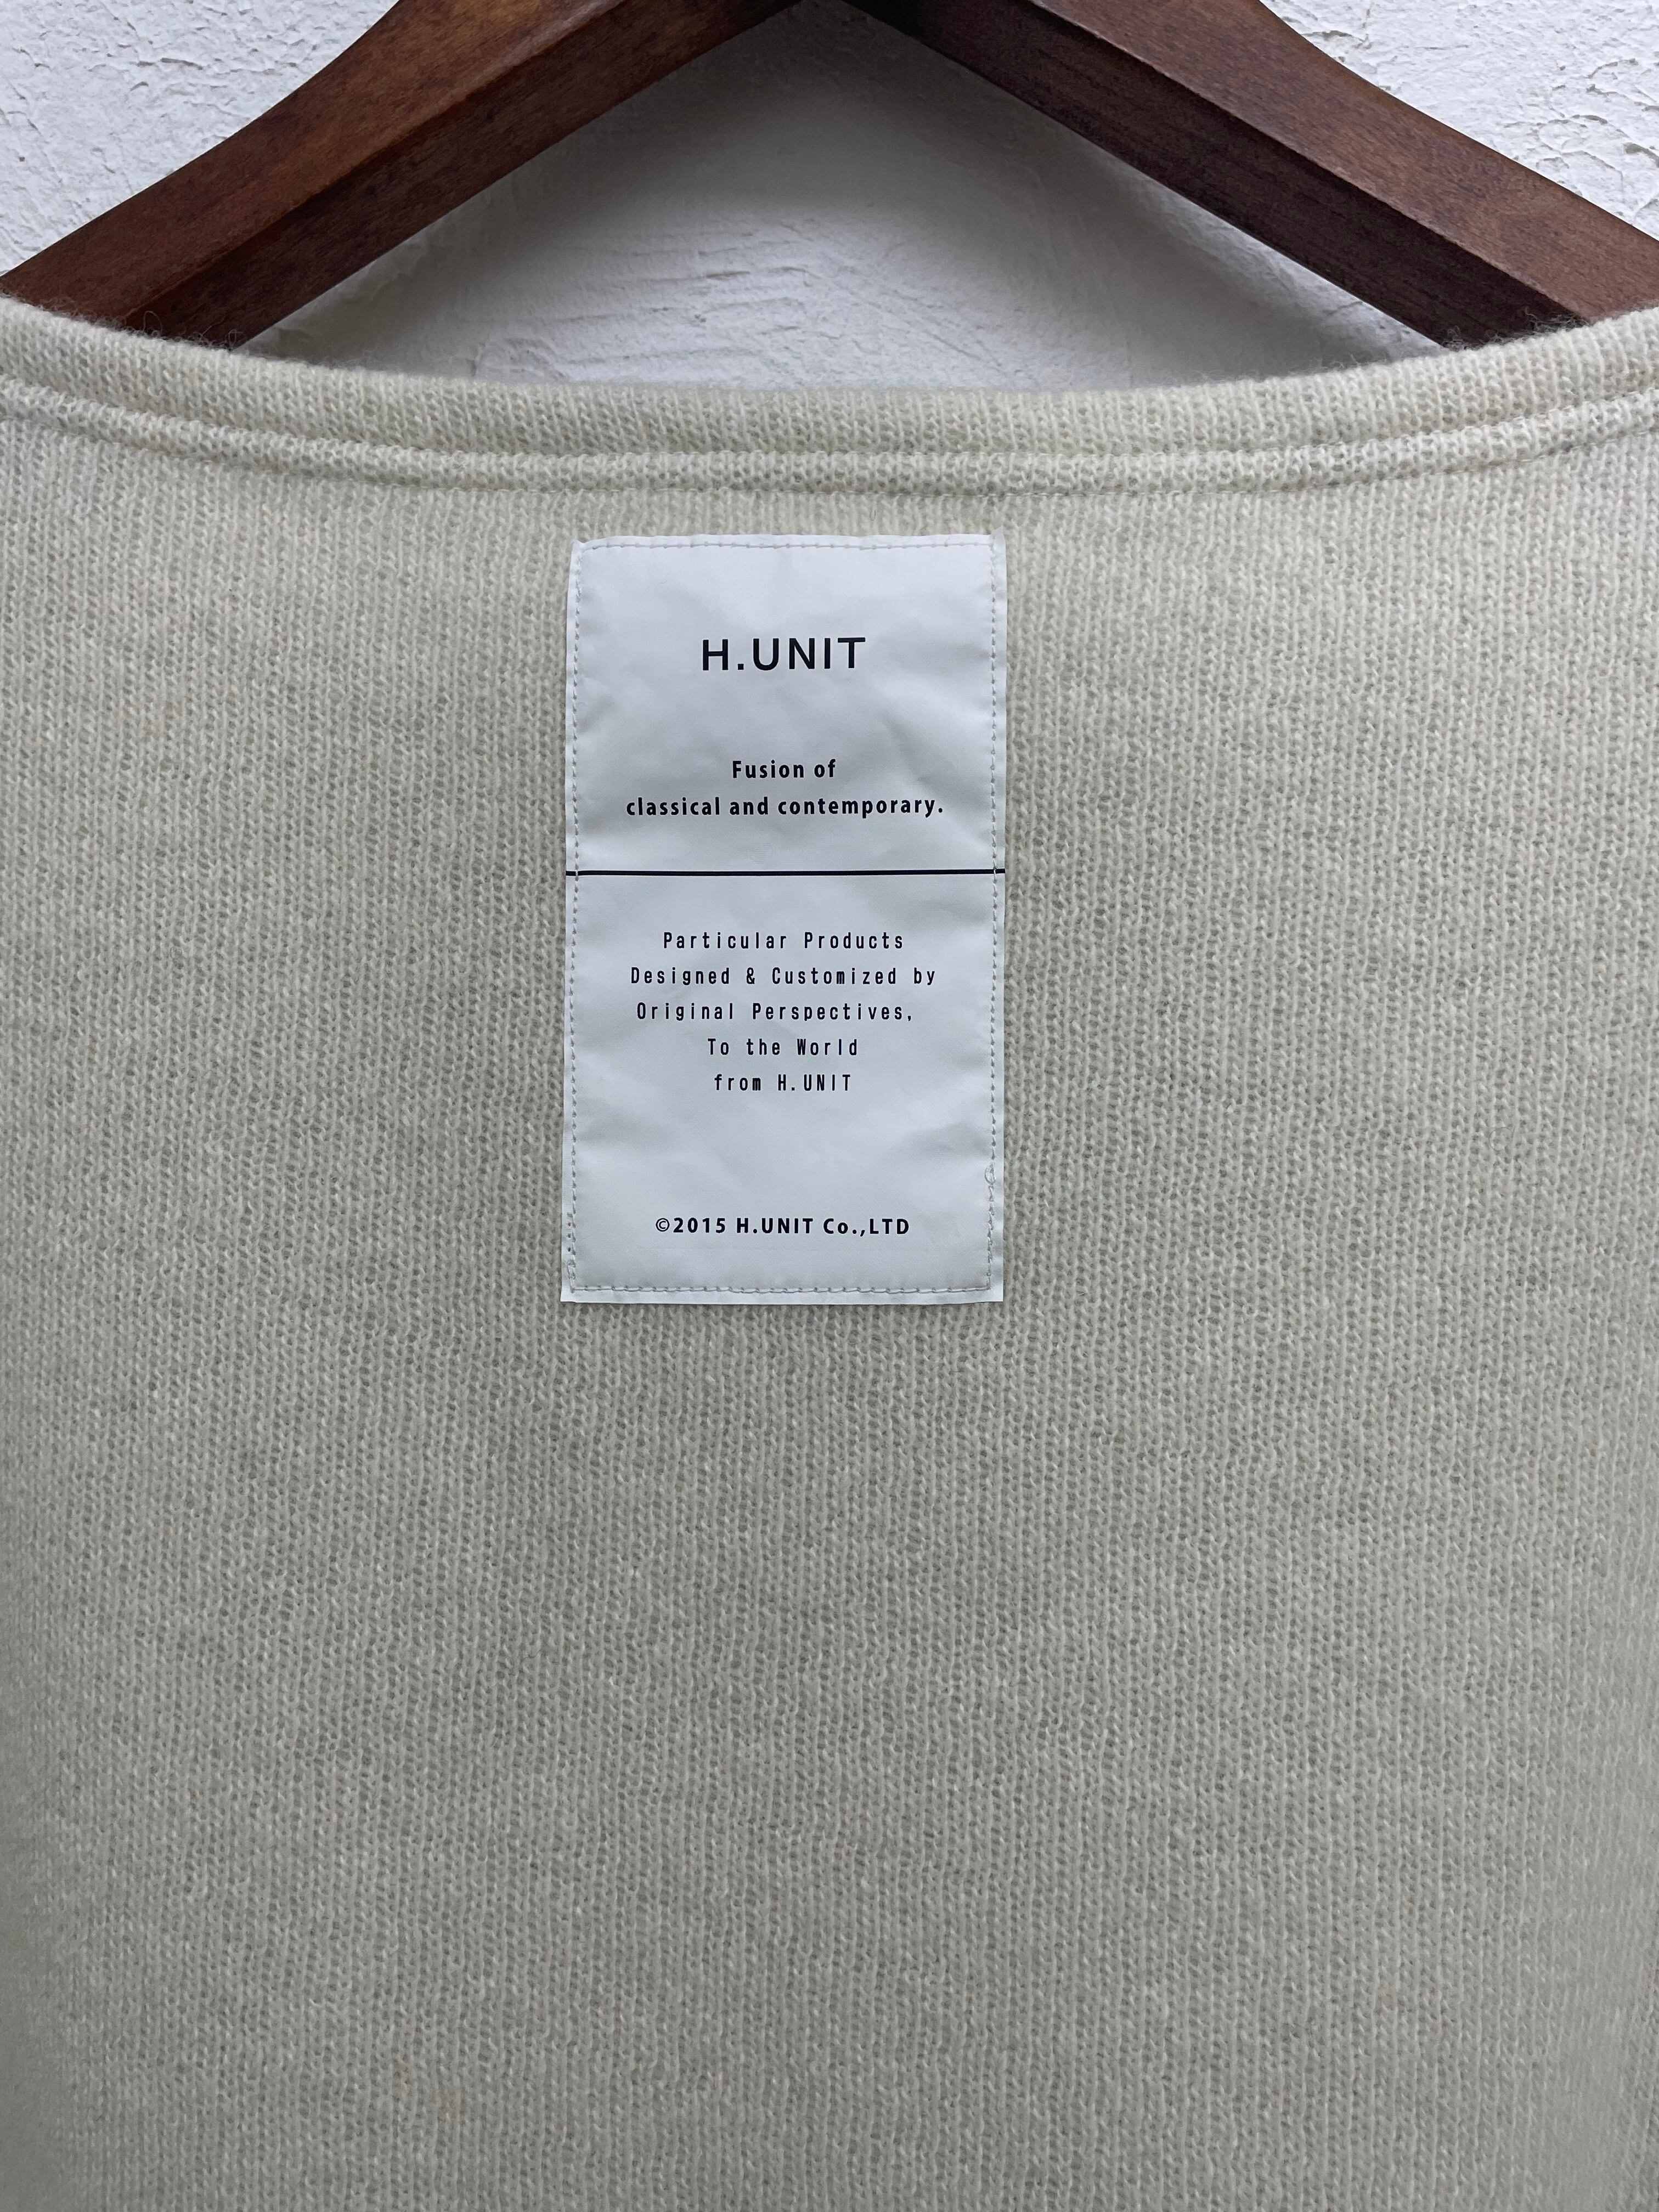 H.UNIT
Fusion of
classical and contemporary.
Particular Products
Designed & Customized by
Original Perspectives,
To the World
from H.UNIT
©2015 H.UNIT Co.,LTD